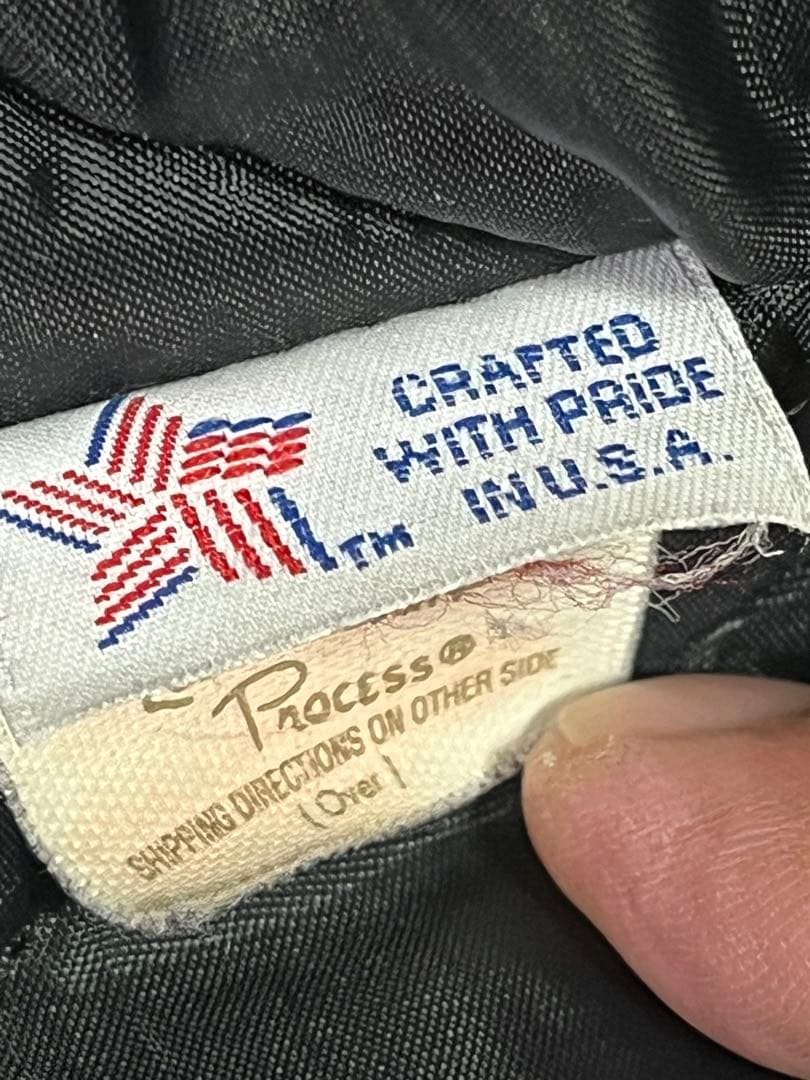 CRAFTED
WITH PRIDE
IN U.S.A.
TM
Process®
SHIPPING DIRECTIONS ON OTHER SIDE
(Over)